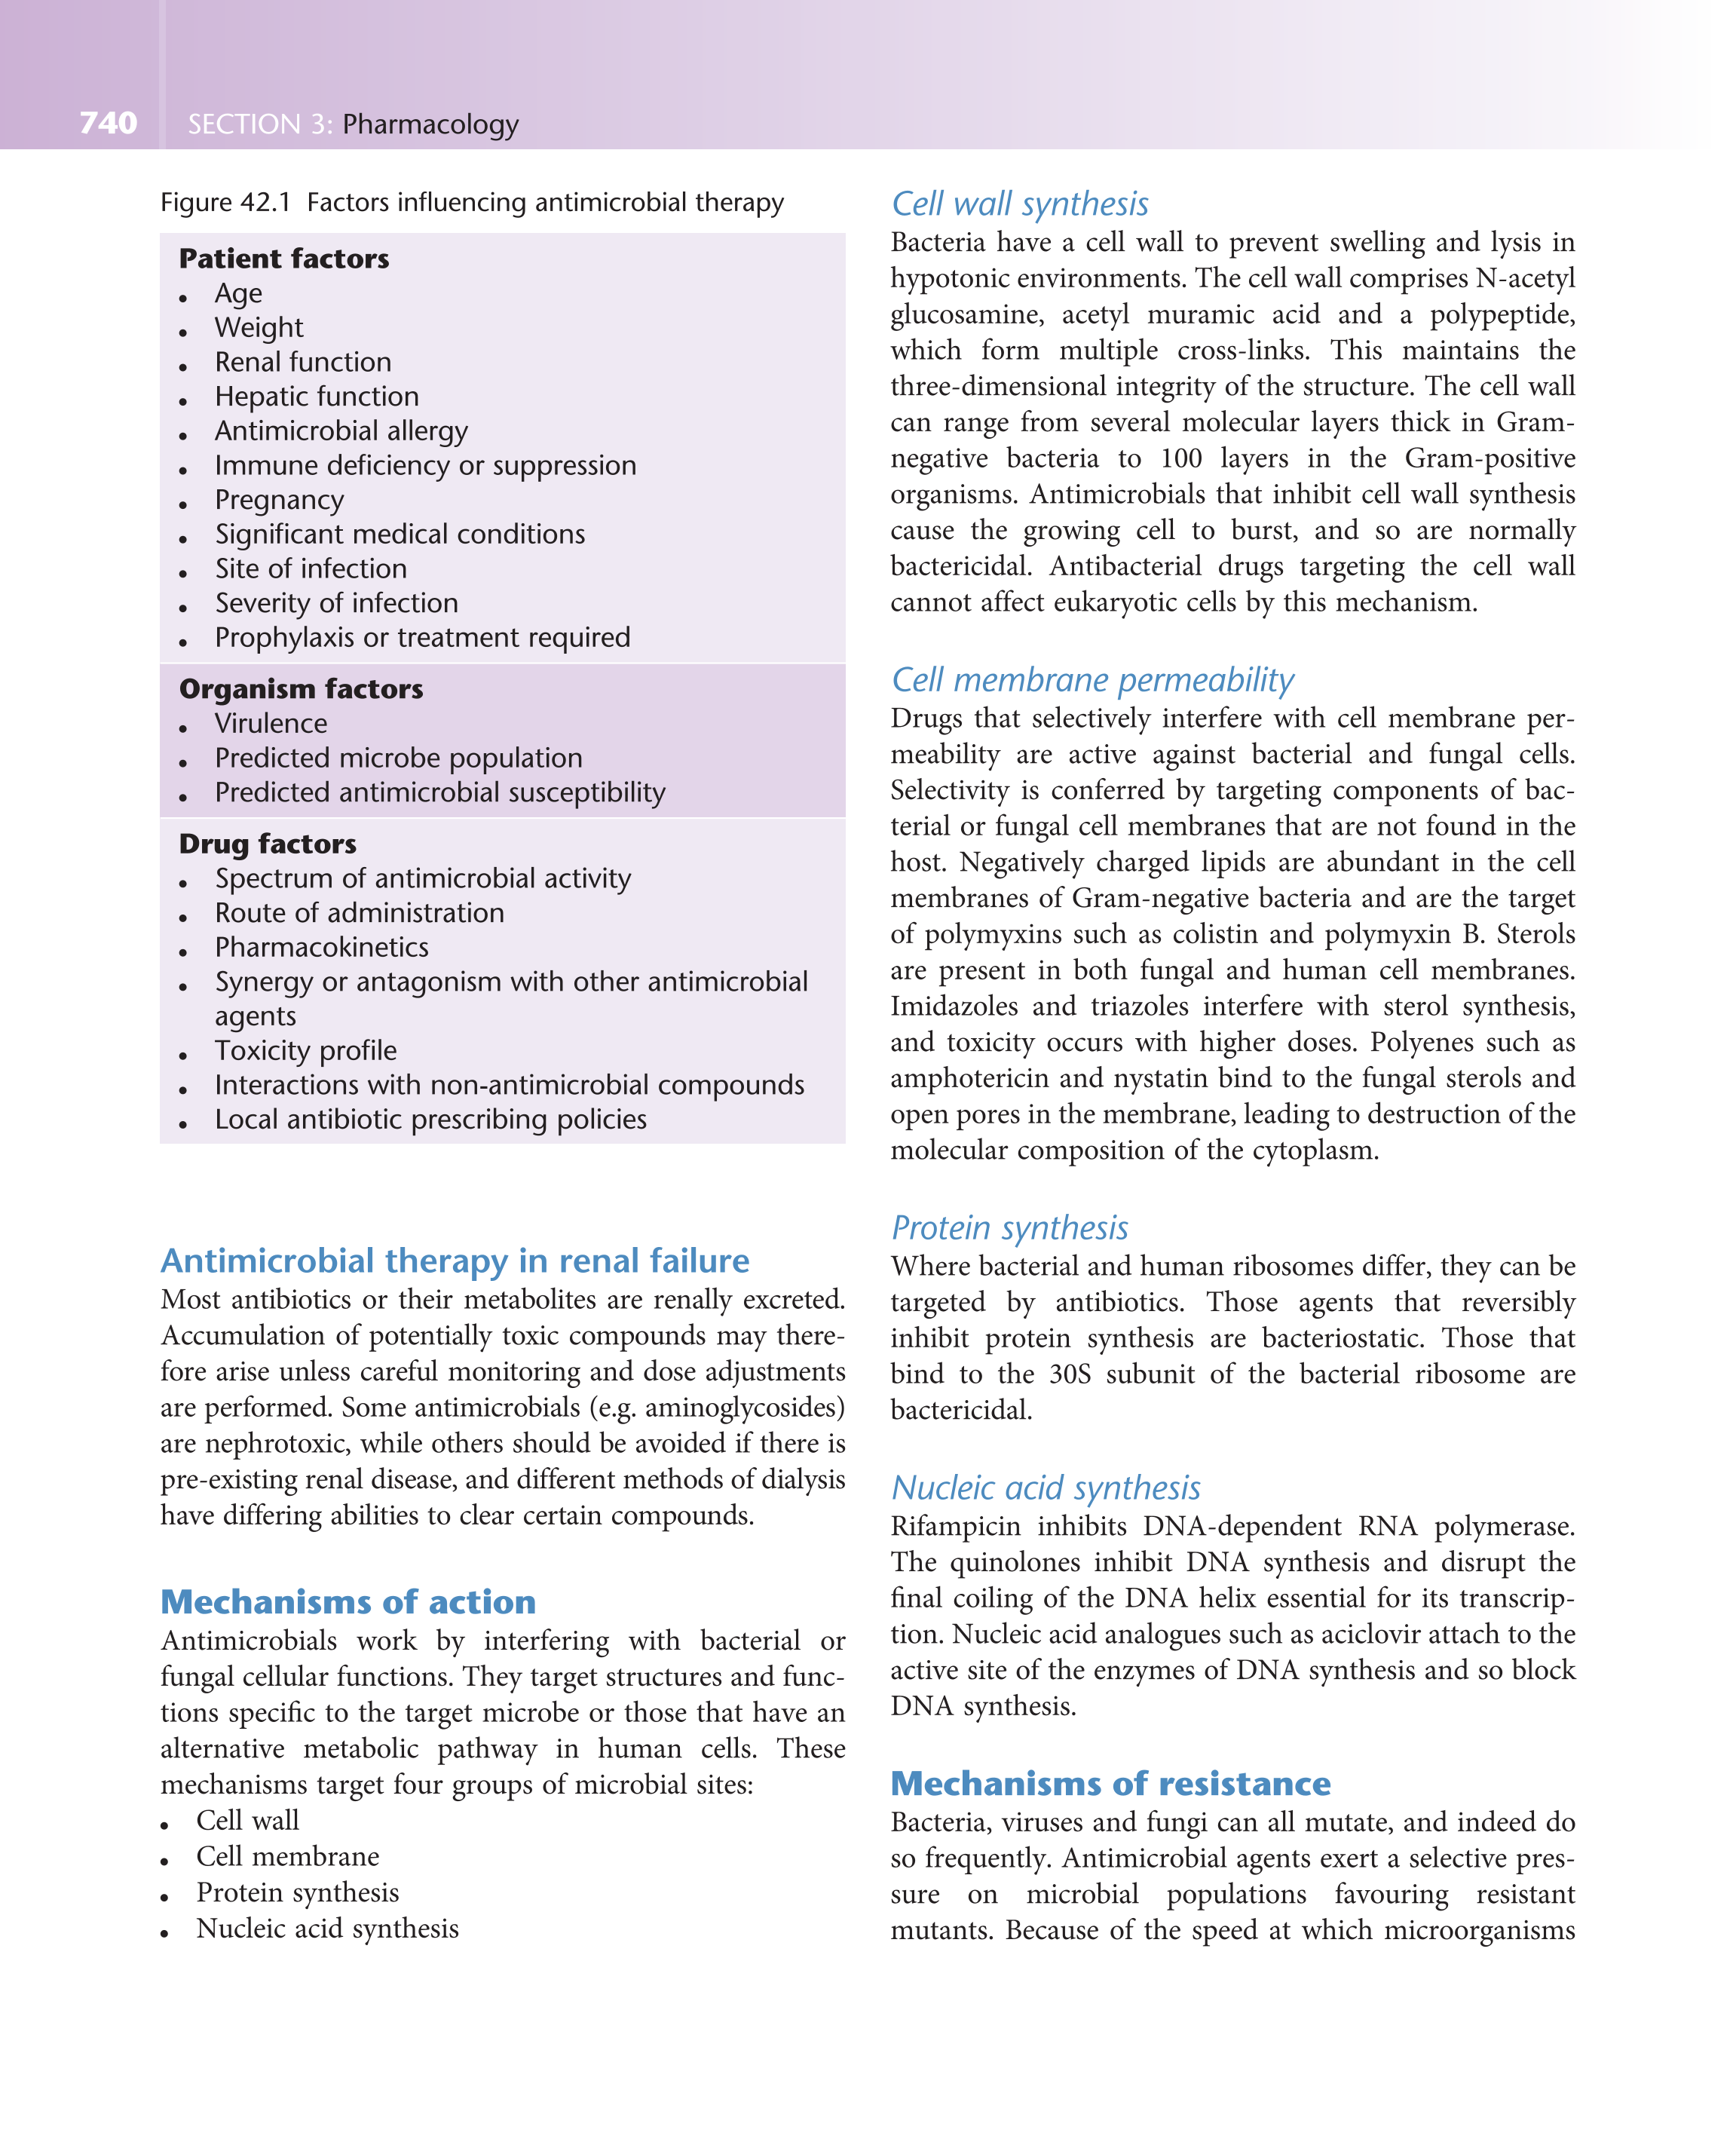 740 SECTION 3: Pharmacology
Figure 42.1 Factors influencing antimicrobial therapy
Patient factors
• Age
• Weight
• Renal function
• Hepatic function
• Antimicrobial allergy
• Immune deficiency or suppression
• Pregnancy
• Significant medical conditions
• Site of infection
• Severity of infection
• Prophylaxis or treatment required
Organism factors
• Virulence
• Predicted microbe population
• Predicted antimicrobial susceptibility
Drug factors
• Spectrum of antimicrobial activity
• Route of administration
• Pharmacokinetics
• Synergy or antagonism with other antimicrobial
agents
• Toxicity profile
• Interactions with non-antimicrobial compounds
• Local antibiotic prescribing policies
Antimicrobial therapy in renal failure
Most antibiotics or their metabolites are renally excreted.
Accumulation of potentially toxic compounds may there-
fore arise unless careful monitoring and dose adjustments
are performed. Some antimicrobials (e.g. aminoglycosides)
are nephrotoxic, while others should be avoided if there is
pre-existing renal disease, and different methods of dialysis
have differing abilities to clear certain compounds.
Mechanisms of action
Antimicrobials work by interfering with bacterial or
fungal cellular functions. They target structures and func-
tions specific to the target microbe or those that have an
alternative metabolic pathway in human cells. These
mechanisms target four groups of microbial sites:
• Cell wall
• Cell membrane
• Protein synthesis
• Nucleic acid synthesis
Cell wall synthesis
Bacteria have a cell wall to prevent swelling and lysis in
hypotonic environments. The cell wall comprises N-acetyl
glucosamine, acetyl muramic acid and a polypeptide,
which form multiple cross-links. This maintains the
three-dimensional integrity of the structure. The cell wall
can range from several molecular layers thick in Gram-
negative bacteria to 100 layers in the Gram-positive
organisms. Antimicrobials that inhibit cell wall synthesis
cause the growing cell to burst, and so are normally
bactericidal. Antibacterial drugs targeting the cell wall
cannot affect eukaryotic cells by this mechanism.
Cell membrane permeability
Drugs that selectively interfere with cell membrane per-
meability are active against bacterial and fungal cells.
Selectivity is conferred by targeting components of bac-
terial or fungal cell membranes that are not found in the
host. Negatively charged lipids are abundant in the cell
membranes of Gram-negative bacteria and are the target
of polymyxins such as colistin and polymyxin B. Sterols
are present in both fungal and human cell membranes.
Imidazoles and triazoles interfere with sterol synthesis,
and toxicity occurs with higher doses. Polyenes such as
amphotericin and nystatin bind to the fungal sterols and
open pores in the membrane, leading to destruction of the
molecular composition of the cytoplasm.
Protein synthesis
Where bacterial and human ribosomes differ, they can be
targeted by antibiotics. Those agents that reversibly
inhibit protein synthesis are bacteriostatic. Those that
bind to the 30S subunit of the bacterial ribosome are
bactericidal.
Nucleic acid synthesis
Rifampicin inhibits DNA-dependent RNA polymerase.
The quinolones inhibit DNA synthesis and disrupt the
final coiling of the DNA helix essential for its transcrip-
tion. Nucleic acid analogues such as aciclovir attach to the
active site of the enzymes of DNA synthesis and so block
DNA synthesis.
Mechanisms of resistance
Bacteria, viruses and fungi can all mutate, and indeed do
so frequently. Antimicrobial agents exert a selective pres-
sure on microbial populations favouring resistant
mutants. Because of the speed at which microorganisms